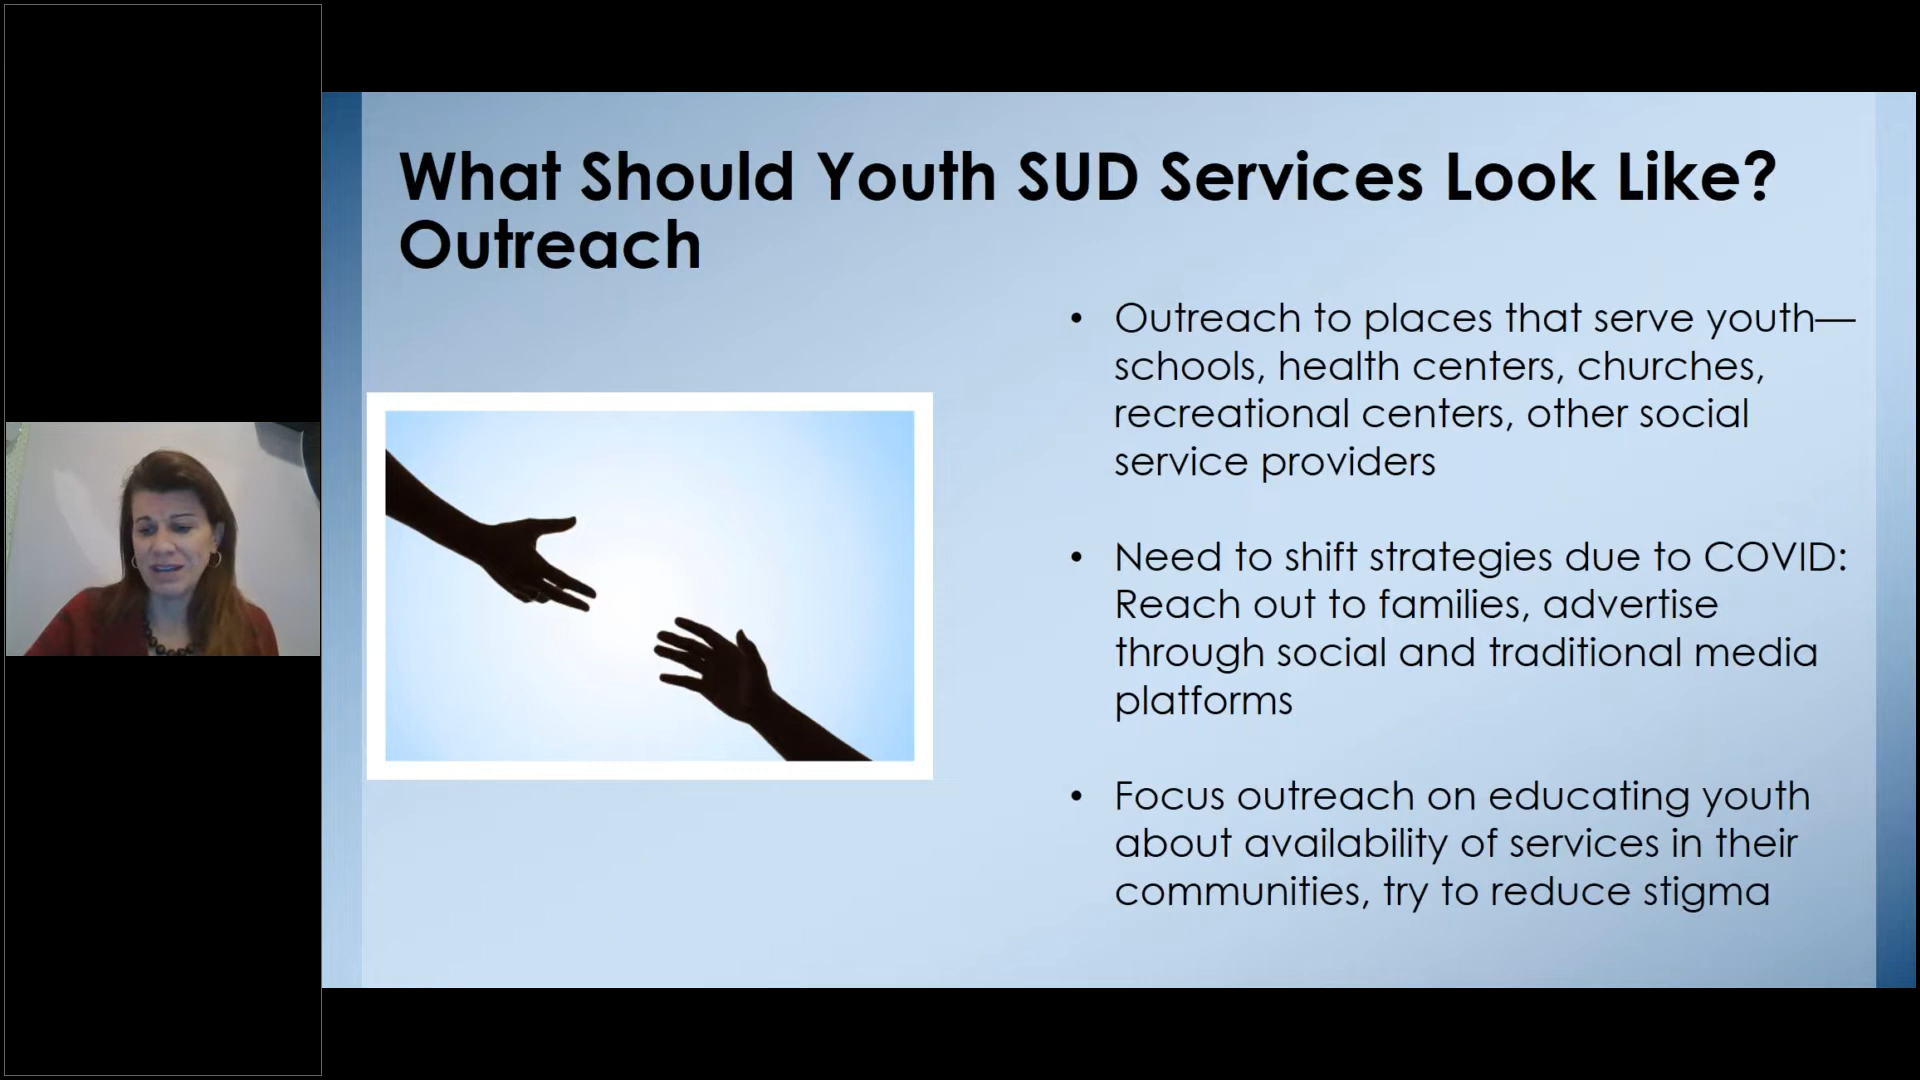 What Should Youth SUD Services Look Like?
Outreach
• Outreach to places that serve youth—
schools, health centers, churches,
recreational centers, other social
service providers
• Need to shift strategies due to COVID:
Reach out to families, advertise
through social and traditional media
platforms
• Focus outreach on educating youth
about availability of services in their
communities, try to reduce stigma